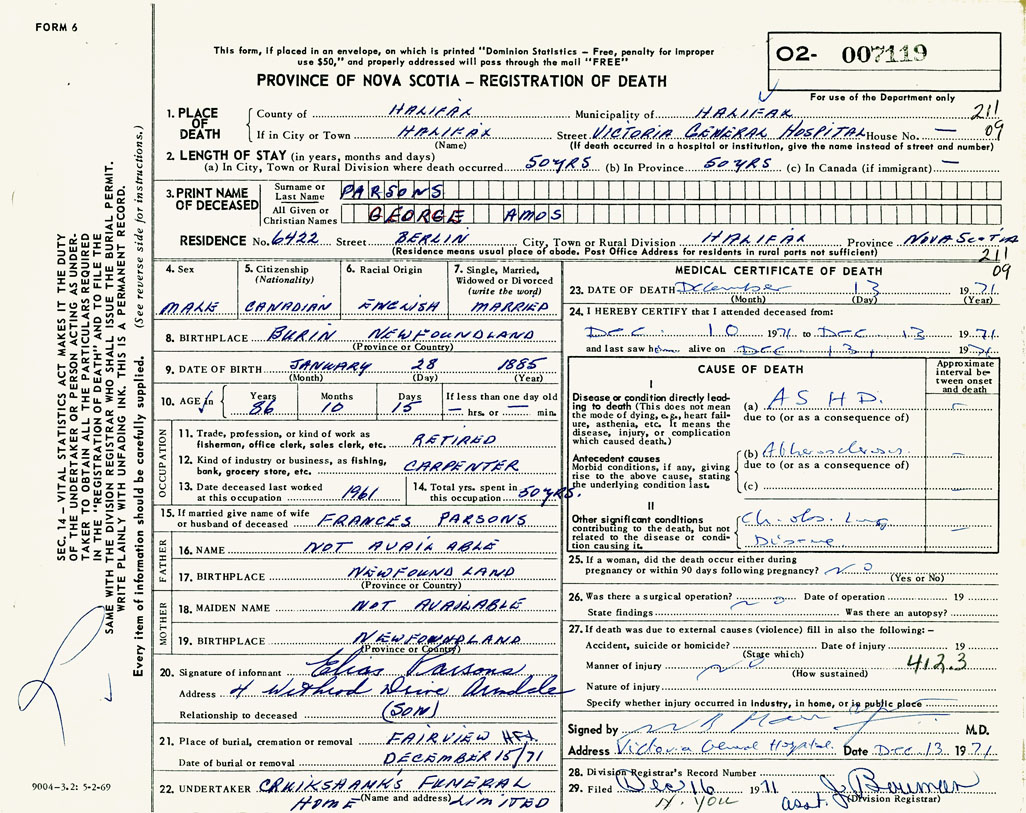 FORM 6
This form, if placed in an envelope, on which is printed "Dominion Statistics – Free, penalty for improper
use $50," and properly addressed will pass through the mail "FREE"
PROVINCE OF NOVA SCOTIA – REGISTRATION OF DEATH
02- 007119
For use of the Department only
211
09
1. PLACE OF DEATH
County of HALIFAX Municipality of HALIFAX
If in City or Town HALIFAX Street VICTORIA GENERAL HOSPITAL House No. —
(Name) (If death occurred in a hospital or institution, give the name instead of street and number)
2. LENGTH OF STAY (in years, months and days)
(a) In City, Town or Rural Division where death occurred 50 YRS (b) In Province 50 YRS (c) In Canada (if immigrant) —
3. PRINT NAME OF DECEASED
Surname or Last Name PARSONS
All Given or Christian Names GEORGE AMOS
RESIDENCE No. 6422 Street BERLIN City, Town or Rural Division HALIFAX Province NOVA SCOTIA
(Residence means usual place of abode. Post Office Address for residents in rural parts not sufficient)
211
09
4. Sex MALE
5. Citizenship (Nationality) CANADIAN
6. Racial Origin ENGLISH
7. Single, Married, Widowed or Divorced (write the word) MARRIED
8. BIRTHPLACE BURIN NEWFOUNDLAND
(Province or Country)
9. DATE OF BIRTH JANUARY 28 1885
(Month) (Day) (Year)
10. AGE in Years 86 Months 10 Days 15 If less than one day old — hrs. or — min.
OCCUPATION
11. Trade, profession, or kind of work as fisherman, office clerk, sales clerk, etc. RETIRED
12. Kind of industry or business, as fishing, bank, grocery store, etc. CARPENTER
13. Date deceased last worked at this occupation 1961
14. Total yrs. spent in this occupation 50 YRS.
15. If married give name of wife or husband of deceased FRANCES PARSONS
FATHER
16. NAME NOT AVAILABLE
17. BIRTHPLACE NEWFOUNDLAND
(Province or Country)
MOTHER
18. MAIDEN NAME NOT AVAILABLE
19. BIRTHPLACE NEWFOUNDLAND
(Province or Country)
20. Signature of informant Elias Parsons
Address 4 Withrod Drive Armdale
Relationship to deceased (SON)
21. Place of burial, cremation or removal FAIRVIEW HFX
Date of burial or removal DECEMBER 15/71
22. UNDERTAKER CRUIKSHANK'S FUNERAL
HOME (Name and address) LIMITED
MEDICAL CERTIFICATE OF DEATH
23. DATE OF DEATH December 13 1971
(Month) (Day) (Year)
24. I HEREBY CERTIFY that I attended deceased from:
DEC 10 1971 to DEC 13 1971
and last saw him alive on DEC 13, 1971
CAUSE OF DEATH
Approximate interval between onset and death
I
Disease or condition directly leading to death (This does not mean the mode of dying, e.g., heart failure, asthenia, etc. It means the disease, injury, or complication which caused death.)
(a) A S H D. —
due to (or as a consequence of)
Antecedent causes
Morbid conditions, if any, giving rise to the above cause, stating the underlying condition last.
(b) Atherosclerosis. —
due to (or as a consequence of)
(c) —
II
Other significant conditions contributing to the death, but not related to the disease or condition causing it.
Ch. obs. Lung
Disease —
25. If a woman, did the death occur either during
pregnancy or within 90 days following pregnancy? NO
(Yes or No)
26. Was there a surgical operation? no Date of operation 19
State findings Was there an autopsy?
27. If death was due to external causes (violence) fill in also the following: –
Accident, suicide or homicide? Date of injury 19
(State which)
Manner of injury no 412.3
(How sustained)
Nature of injury
Specify whether injury occurred in industry, in home, or in public place
Signed by M.D.
Address Victoria General Hospital. Date DEC 13 1971
28. Division Registrar's Record Number
29. Filed Dec 16 1971 asst. J. Bowman
(Division Registrar)
SEC. 14 – VITAL STATISTICS ACT MAKES IT THE DUTY
OF THE UNDERTAKER OR PERSON ACTING AS UNDER-
TAKER TO OBTAIN ALL THE PARTICULARS REQUIRED
IN THE "REGISTRATION OF DEATH" AND TO FILE THE
SAME WITH THE DIVISION REGISTRAR WHO SHALL ISSUE THE BURIAL PERMIT.
WRITE PLAINLY WITH UNFADING INK. THIS IS A PERMANENT RECORD.
Every item of information should be carefully supplied. (See reverse side for instructions.)
9004-3.2: 5-2-69